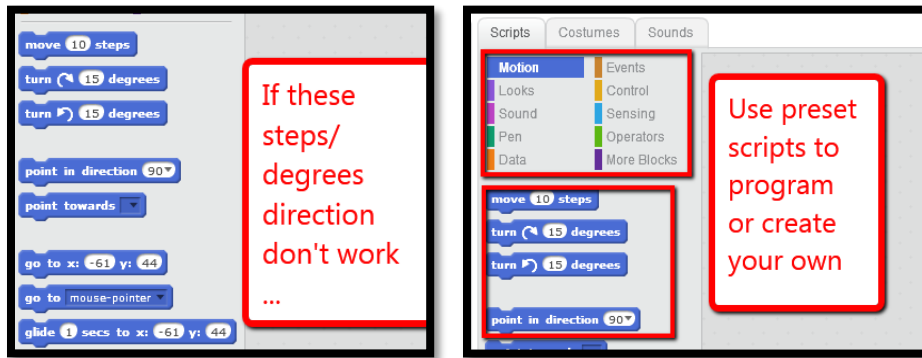 move 10 steps
turn 15 degrees
turn 15 degrees
point in direction 90
point towards
go to x: -61 y: 44
go to mouse-pointer
glide 1 secs to x: -61 y: 44
If these
steps/
degrees
direction
don't work
...
Scripts Costumes Sounds
Motion Events
Looks Control
Sound Sensing
Pen Operators
Data More Blocks
move 10 steps
turn 15 degrees
turn 15 degrees
point in direction 90
Use preset
scripts to
program
or create
your own